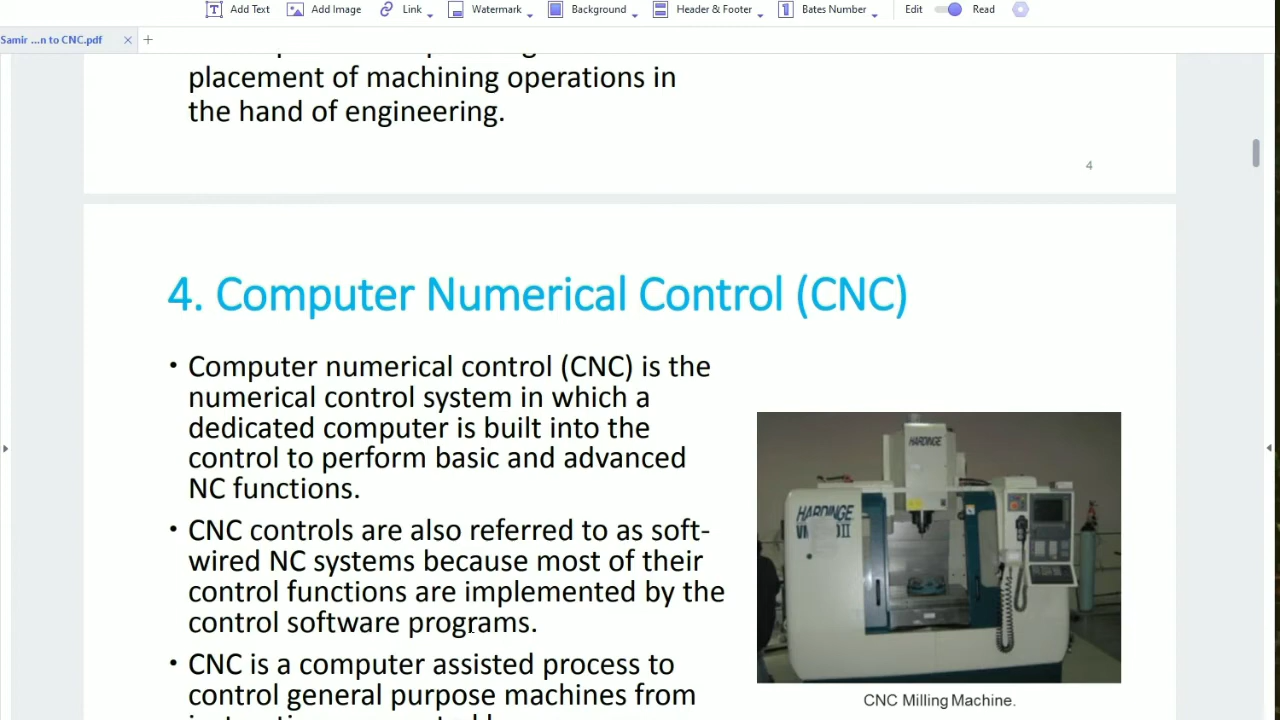 Add Text Add Image Link Watermark Background Header & Footer Bates Number Edit Read
Samir ...n to CNC.pdf
placement of machining operations in
the hand of engineering.
4
4. Computer Numerical Control (CNC)
• Computer numerical control (CNC) is the
numerical control system in which a
dedicated computer is built into the
control to perform basic and advanced
NC functions.
• CNC controls are also referred to as soft-
wired NC systems because most of their
control functions are implemented by the
control software programs.
• CNC is a computer assisted process to
control general purpose machines from
HARDINGE
HARDINGE
CNC Milling Machine.